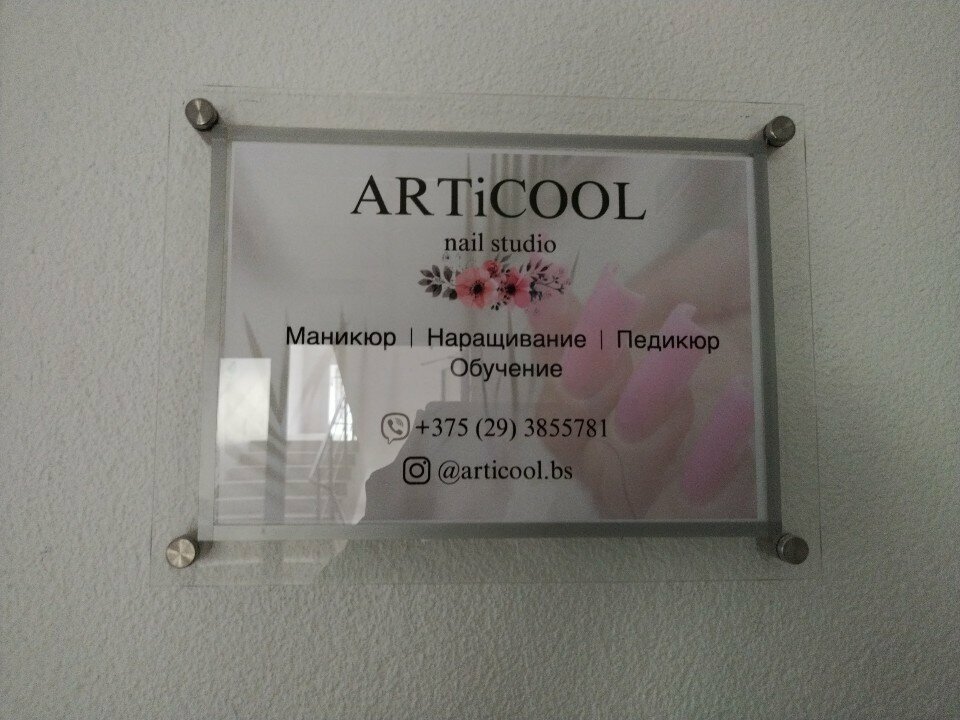 ARTiCOOL
nail studio
Маникюр | Наращивание | Педикюр
Обучение
+375 (29) 3855781
@articool.bs